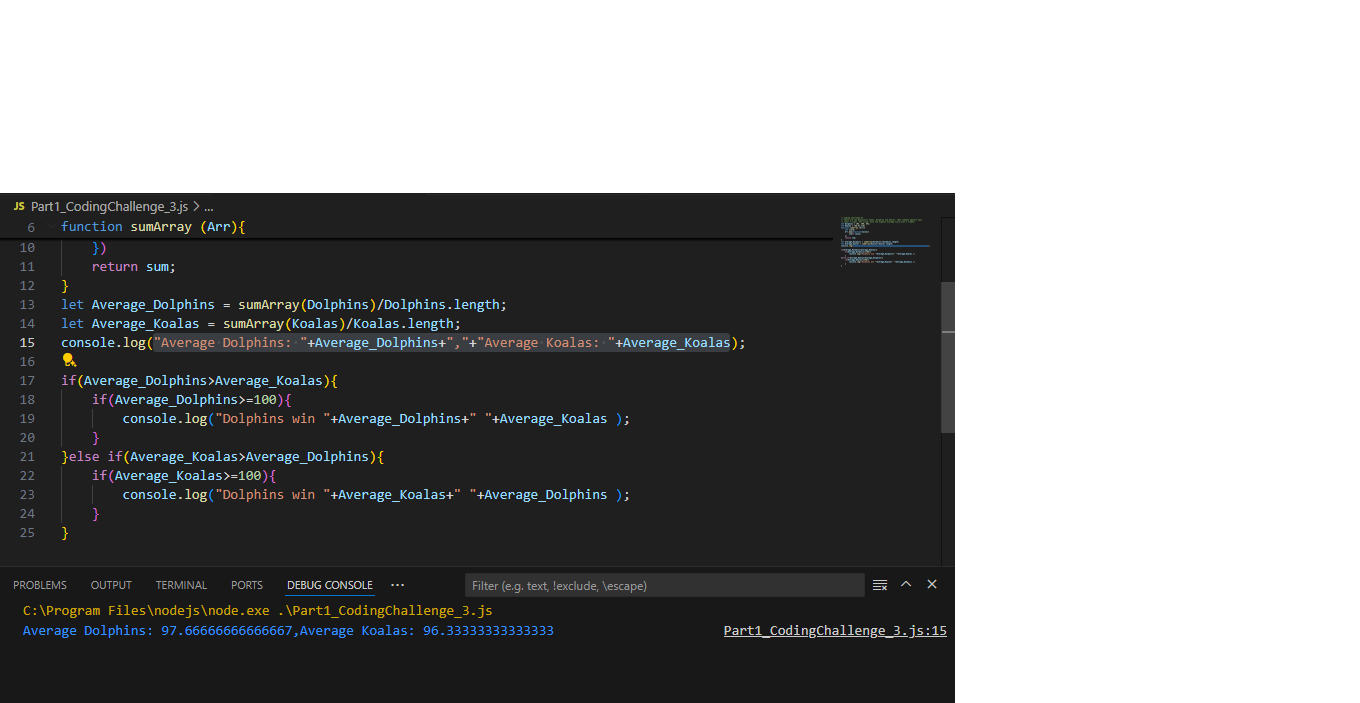 JS Part1_CodingChallenge_3.js > ...
6 function sumArray (Arr){
10 })
11 return sum;
12 }
13 let Average_Dolphins = sumArray(Dolphins)/Dolphins.length;
14 let Average_Koalas = sumArray(Koalas)/Koalas.length;
15 console.log("Average Dolphins: "+Average_Dolphins+","+"Average Koalas: "+Average_Koalas);
16
17 if(Average_Dolphins>Average_Koalas){
18 if(Average_Dolphins>=100){
19 console.log("Dolphins win "+Average_Dolphins+" "+Average_Koalas );
20 }
21 }else if(Average_Koalas>Average_Dolphins){
22 if(Average_Koalas>=100){
23 console.log("Dolphins win "+Average_Koalas+" "+Average_Dolphins );
24 }
25 }
PROBLEMS OUTPUT TERMINAL PORTS DEBUG CONSOLE ... Filter (e.g. text, !exclude, \escape)
C:\Program Files\nodejs\node.exe .\Part1_CodingChallenge_3.js
Average Dolphins: 97.66666666666667,Average Koalas: 96.33333333333333 Part1_CodingChallenge_3.js:15